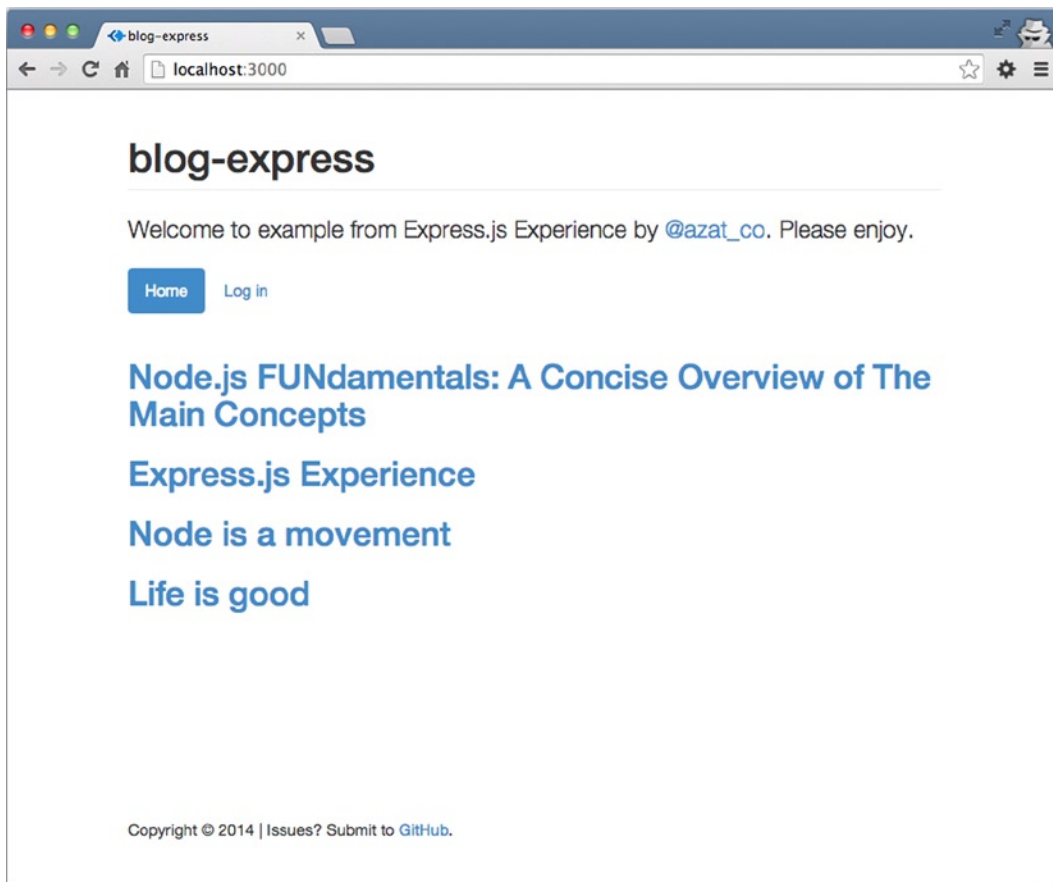 blog-express
localhost:3000
blog-express
Welcome to example from Express.js Experience by @azat_co. Please enjoy.
Home Log in
Node.js FUNdamentals: A Concise Overview of The
Main Concepts
Express.js Experience
Node is a movement
Life is good
Copyright © 2014 | Issues? Submit to GitHub.